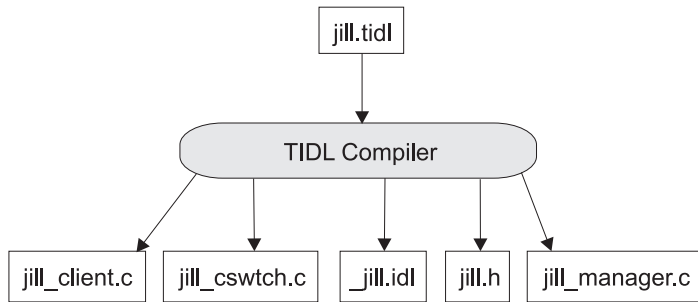 jill.tidl
TIDL Compiler
jill_client.c
jill_cswtch.c
_jill.idl
jill.h
jill_manager.c